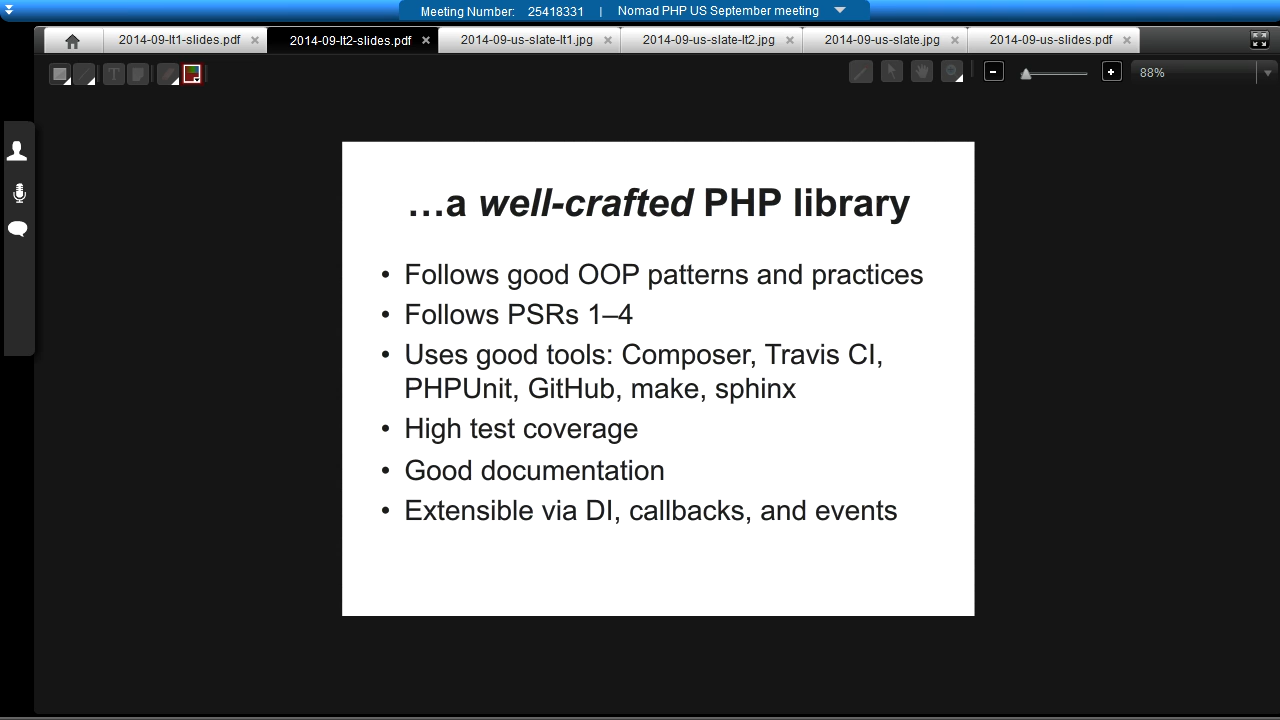 Meeting Number: 25418331 | Nomad PHP US September meeting
2014-09-lt1-slides.pdf 2014-09-lt2-slides.pdf 2014-09-us-slate-lt1.jpg 2014-09-us-slate-lt2.jpg 2014-09-us-slate.jpg 2014-09-us-slides.pdf
T 88%
…a well-crafted PHP library
• Follows good OOP patterns and practices
• Follows PSRs 1–4
• Uses good tools: Composer, Travis CI,
PHPUnit, GitHub, make, sphinx
• High test coverage
• Good documentation
• Extensible via DI, callbacks, and events